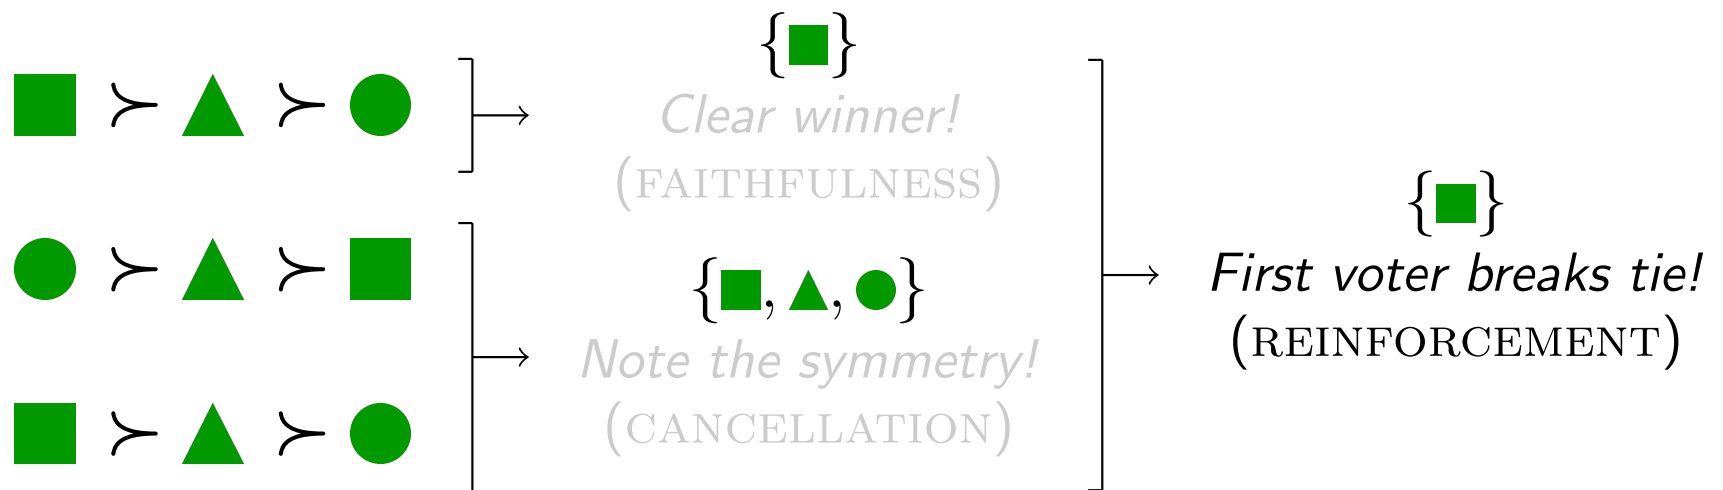 ≻ ≻
{ }
Clear winner!
(FAITHFULNESS)
≻ ≻
{ , , }
Note the symmetry!
(CANCELLATION)
≻ ≻
{ }
First voter breaks tie!
(REINFORCEMENT)